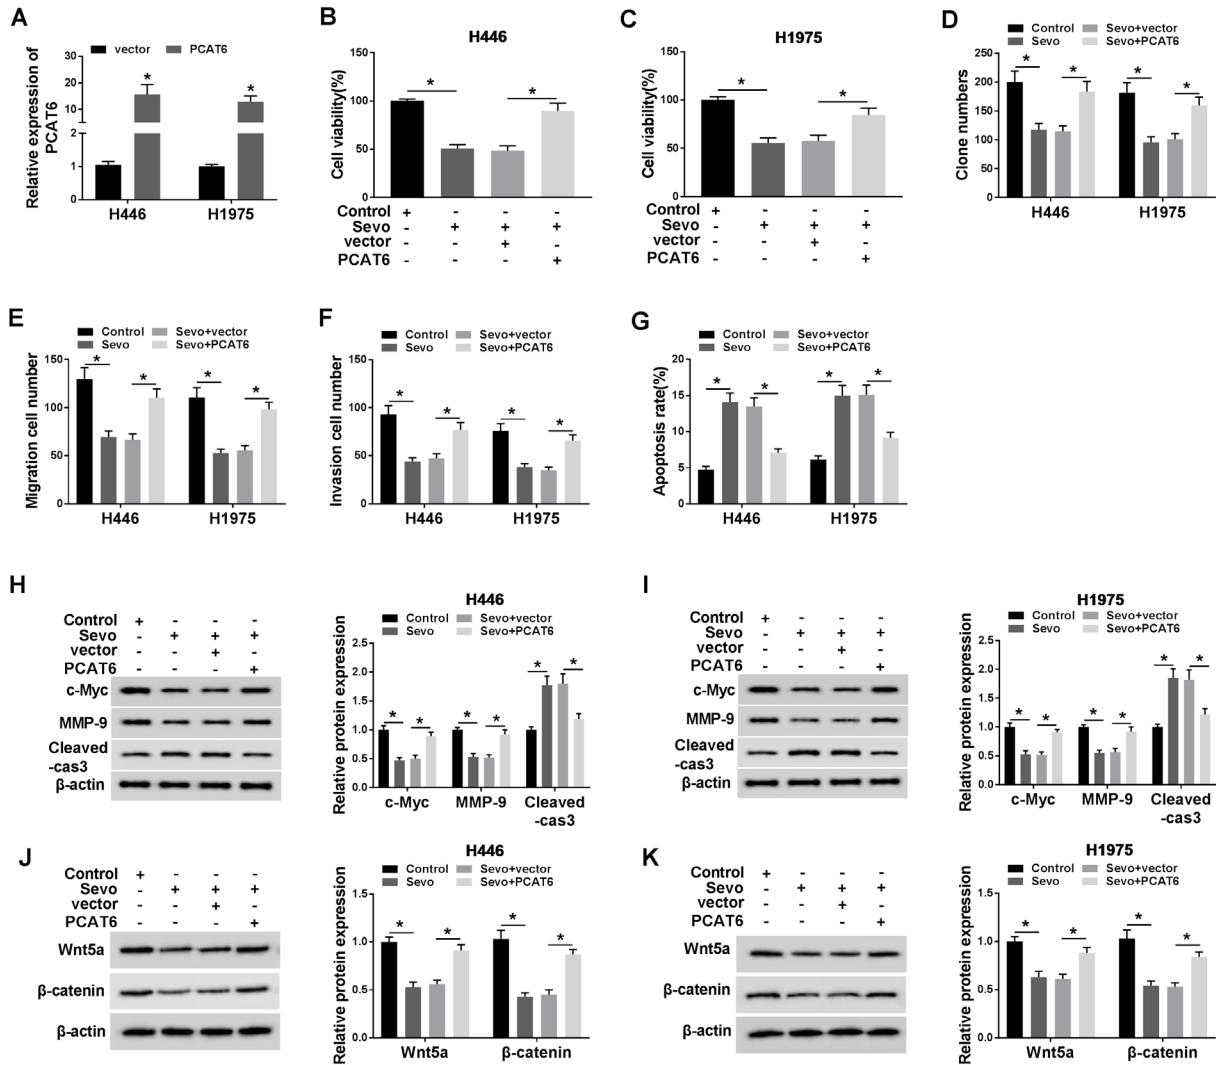 A
vector PCAT6
Relative expression of
PCAT6
30
20
10
0
2
1
0
* *
H446 H1975
B
H446
Cell viability(%)
150
100
50
0
* *
Control + - - -
Sevo - + + +
vector - - + -
PCAT6 - - - +
C
H1975
Cell viability(%)
150
100
50
0
* *
Control + - - -
Sevo - + + +
vector - - + -
PCAT6 - - - +
D
Control Sevo+vector
Sevo Sevo+PCAT6
Clone numbers
250
200
150
100
50
0
* * * *
H446 H1975
E
Control Sevo+vector
Sevo Sevo+PCAT6
Migration cell number
150
100
50
0
* * * *
H446 H1975
F
Control Sevo+vector
Sevo Sevo+PCAT6
Invasion cell number
150
100
50
0
* * * *
H446 H1975
G
Control Sevo+vector
Sevo Sevo+PCAT6
Apoptosis rate(%)
20
15
10
5
0
* * * *
H446 H1975
H
Control + - - -
Sevo - + + +
vector - - + -
PCAT6 - - - +
c-Myc
MMP-9
Cleaved
-cas3
β-actin
H446
Control Sevo+vector
Sevo Sevo+PCAT6
Relative protein expression
2.5
2.0
1.5
1.0
0.5
0.0
* * * * * *
c-Myc MMP-9 Cleaved
-cas3
I
Control + - - -
Sevo - + + +
vector - - + -
PCAT6 - - - +
c-Myc
MMP-9
Cleaved
-cas3
β-actin
H1975
Control Sevo+vector
Sevo Sevo+PCAT6
Relative protein expression
2.5
2.0
1.5
1.0
0.5
0.0
* * * * * *
c-Myc MMP-9 Cleaved
-cas3
J
Control + - - -
Sevo - + + +
vector - - + -
PCAT6 - - - +
Wnt5a
β-catenin
β-actin
H446
Control Sevo+vector
Sevo Sevo+PCAT6
Relative protein expression
1.5
1.0
0.5
0.0
* * * *
Wnt5a β-catenin
K
Control + - - -
Sevo - + + +
vector - - + -
PCAT6 - - - +
Wnt5a
β-catenin
β-actin
H1975
Control Sevo+vector
Sevo Sevo+PCAT6
Relative protein expression
1.5
1.0
0.5
0.0
* * * *
Wnt5a β-catenin